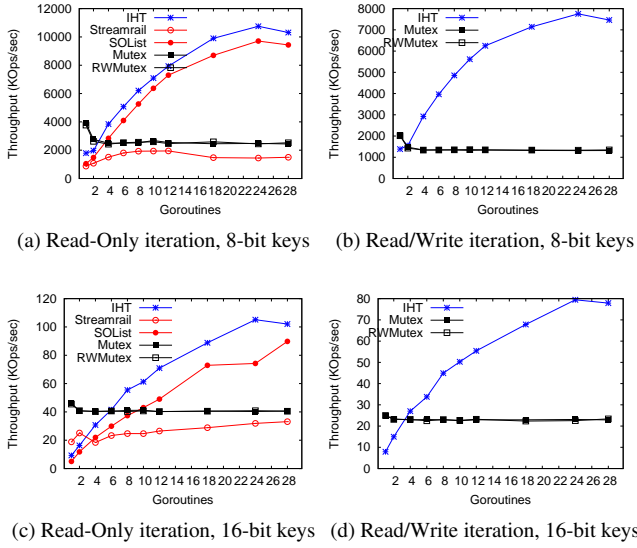 12000
10000
8000
6000
4000
2000
0
Throughput (KOps/sec)
IHT
Streamrail
SOList
Mutex
RWMutex
2 4 6 8 10 12 14 16 18 20 22 24 26 28
Goroutines
(a) Read-Only iteration, 8-bit keys
8000
7000
6000
5000
4000
3000
2000
1000
0
Throughput (KOps/sec)
IHT
Mutex
RWMutex
2 4 6 8 10 12 14 16 18 20 22 24 26 28
Goroutines
(b) Read/Write iteration, 8-bit keys
120
100
80
60
40
20
0
Throughput (KOps/sec)
IHT
Streamrail
SOList
Mutex
RWMutex
2 4 6 8 10 12 14 16 18 20 22 24 26 28
Goroutines
(c) Read-Only iteration, 16-bit keys
80
70
60
50
40
30
20
10
0
Throughput (KOps/sec)
IHT
Mutex
RWMutex
2 4 6 8 10 12 14 16 18 20 22 24 26 28
Goroutines
(d) Read/Write iteration, 16-bit keys